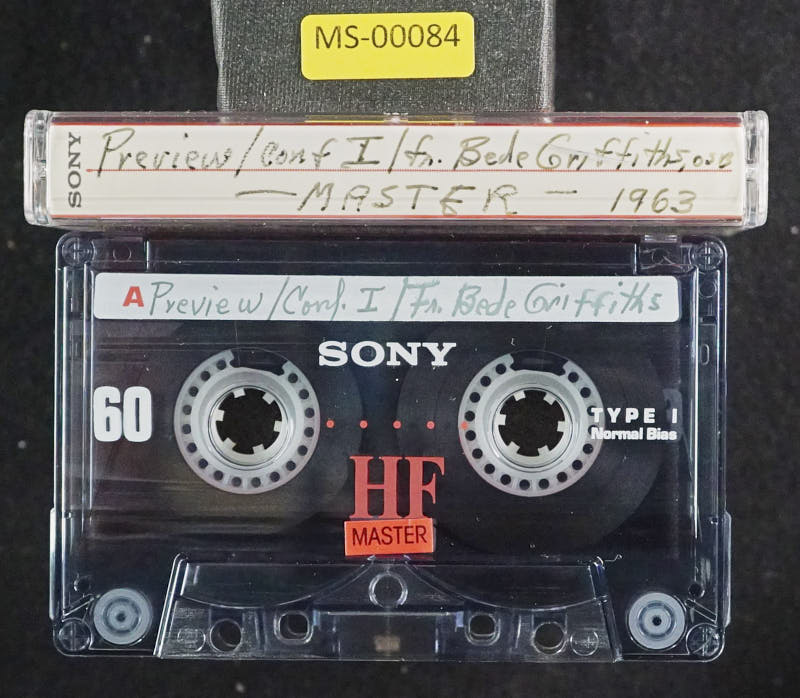 MS-00084
SONY
Preview/Conf I/Fr. Bede Griffiths, OSB
— MASTER — 1963
A Preview/Conf. I/Fr. Bede Griffiths
SONY
60
TYPE I
Normal Bias
HF
MASTER